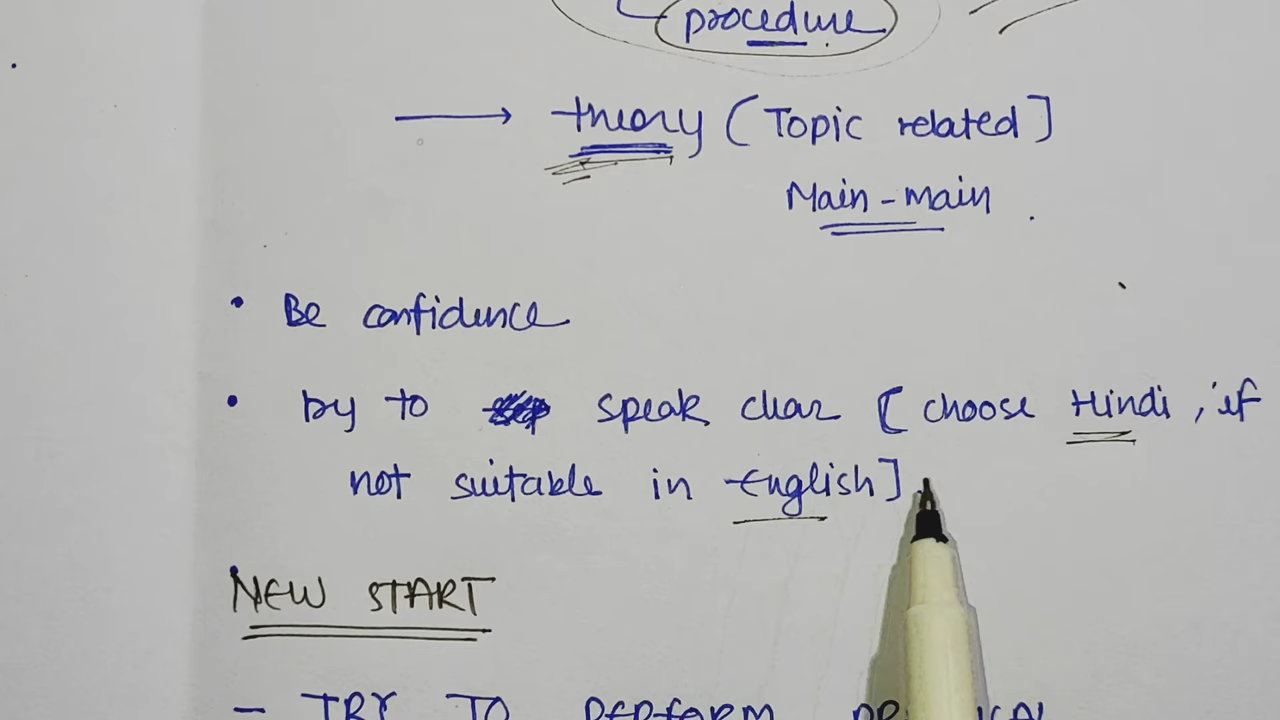 procedure
→ theory (Topic related]
Main - main
• Be confidence
• try to speak clear [choose Hindi, if
not suitable in English].
NEW START
- TRY TO PERFORM